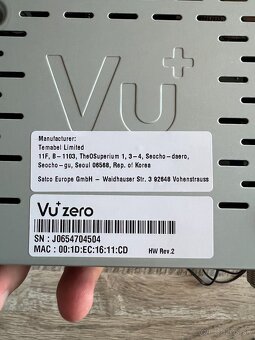 Vu+
Manufacturer:
Temabel Limited
11F, B-1103, TheOSuperium 1, 3-4, Seocho-daero,
Seocho-gu, Seoul 06568, Rep. of Korea
Satco Europe GmbH - Waidhauser Str. 3 92648 Vohenstrauss
Vu+ zero
SN : J0654704504
MAC : 00:1D:EC:16:11:CD
HW Rev.2